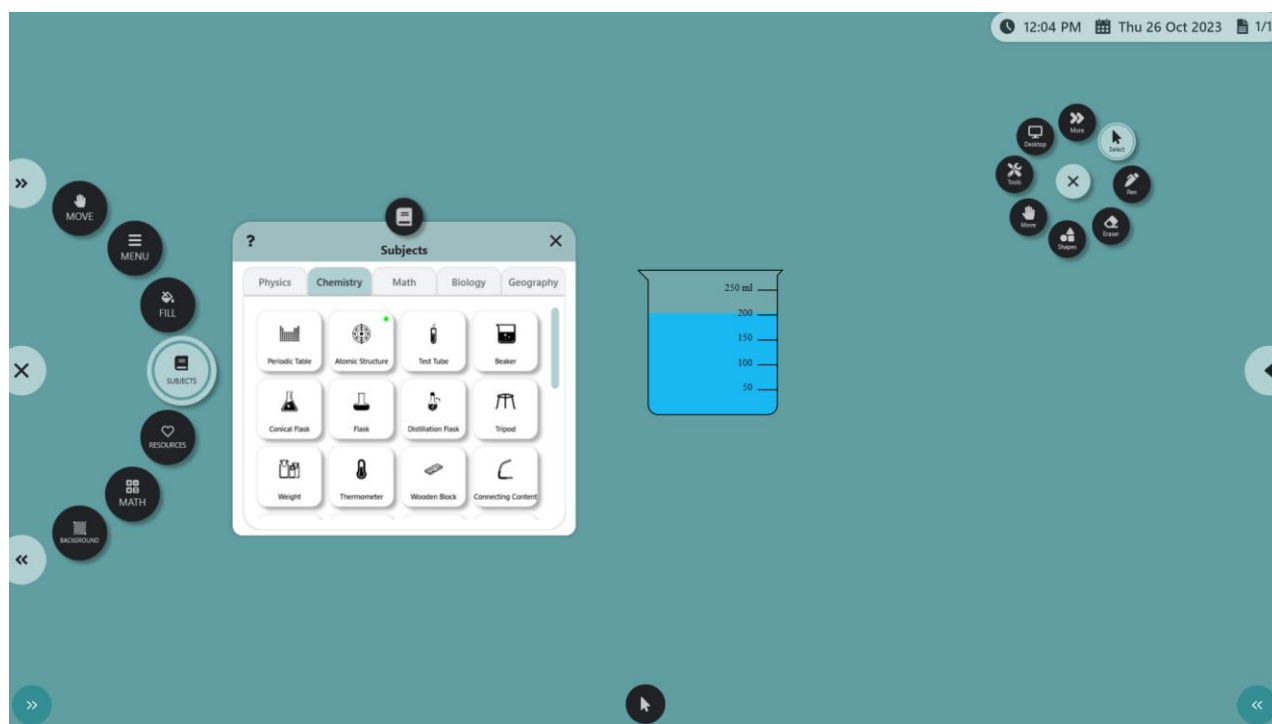 12:04 PM Thu 26 Oct 2023 1/1
More
Desktop
Select
Tools
Pen
Move
Eraser
Shapes
MOVE
MENU
FILL
SUBJECTS
RESOURCES
MATH
BACKGROUND
?
Subjects
Physics Chemistry Math Biology Geography
Periodic Table Atomic Structure Test Tube Beaker
Conical Flask Flask Distillation Flask Tripod
Weight Thermometer Wooden Block Connecting Content
250 ml
200
150
100
50